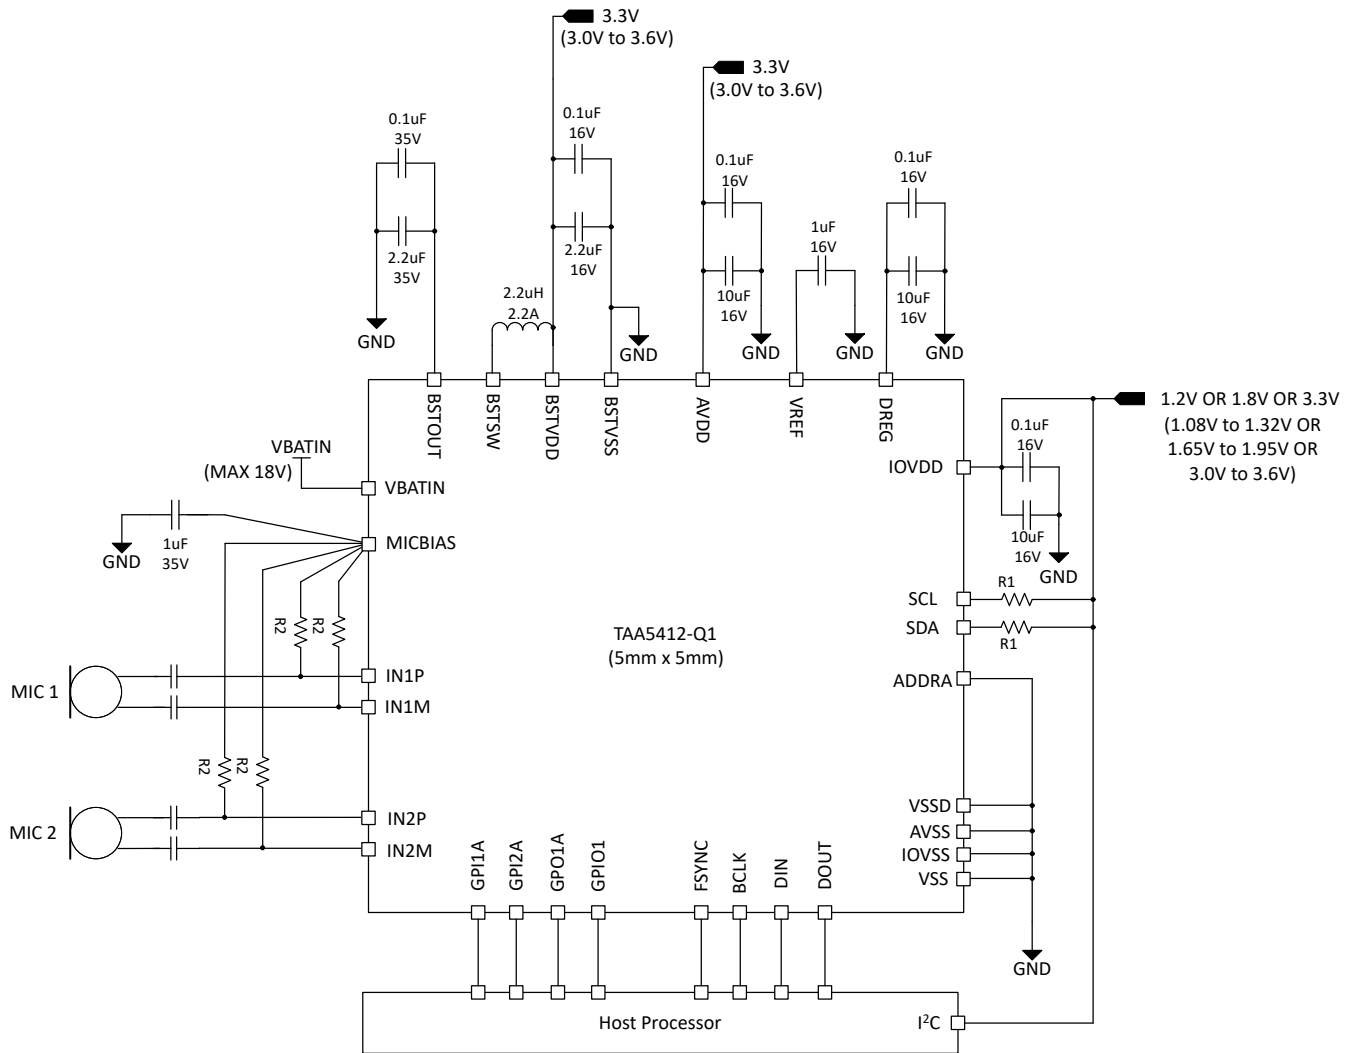 3.3V
(3.0V to 3.6V)
3.3V
(3.0V to 3.6V)
0.1uF
35V
0.1uF
16V
0.1uF
16V
0.1uF
16V
2.2uF
35V
2.2uF
16V
1uF
16V
10uF
16V
10uF
16V
2.2uH
2.2A
GND
GND
GND
GND
GND
BSTOUT
BSTSW
BSTVDD
BSTVSS
AVDD
VREF
DREG
1.2V OR 1.8V OR 3.3V
(1.08V to 1.32V OR
1.65V to 1.95V OR
3.0V to 3.6V)
0.1uF
16V
10uF
16V
GND
VBATIN
(MAX 18V)
VBATIN
IOVDD
1uF
35V
GND
MICBIAS
R2
R2
TAA5412-Q1
(5mm x 5mm)
SCL
R1
SDA
R1
ADDRA
MIC 1
IN1P
IN1M
R2
R2
MIC 2
IN2P
IN2M
VSSD
AVSS
IOVSS
VSS
GND
GPI1A
GPI2A
GPO1A
GPIO1
FSYNC
BCLK
DIN
DOUT
Host Processor
I²C